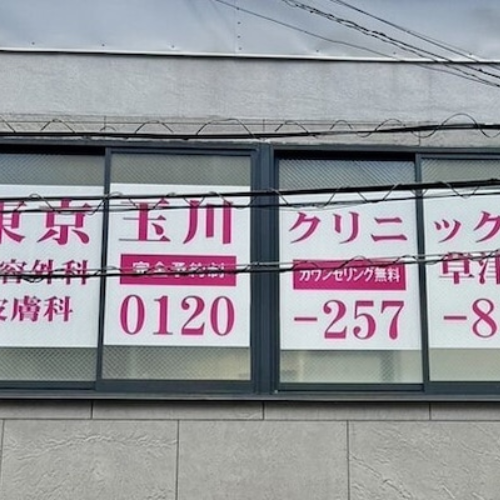 東京 玉川 クリニック
容外科 完全予約制 カウンセリング無料 草津
皮膚科 0120 -257 -8